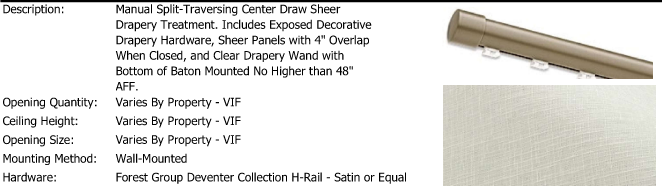 Description: Manual Split-Traversing Center Draw Sheer
Drapery Treatment. Includes Exposed Decorative
Drapery Hardware, Sheer Panels with 4" Overlap
When Closed, and Clear Drapery Wand with
Bottom of Baton Mounted No Higher than 48"
AFF.
Opening Quantity: Varies By Property - VIF
Ceiling Height: Varies By Property - VIF
Opening Size: Varies By Property - VIF
Mounting Method: Wall-Mounted
Hardware: Forest Group Deventer Collection H-Rail - Satin or Equal